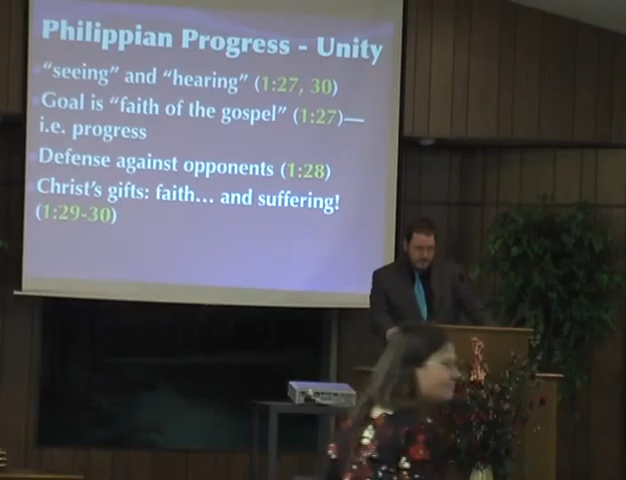 Philippian Progress - Unity
"seeing" and "hearing" (1:27, 30)
Goal is "faith of the gospel" (1:27)—
i.e. progress
Defense against opponents (1:28)
Christ's gifts: faith... and suffering!
(1:29-30)